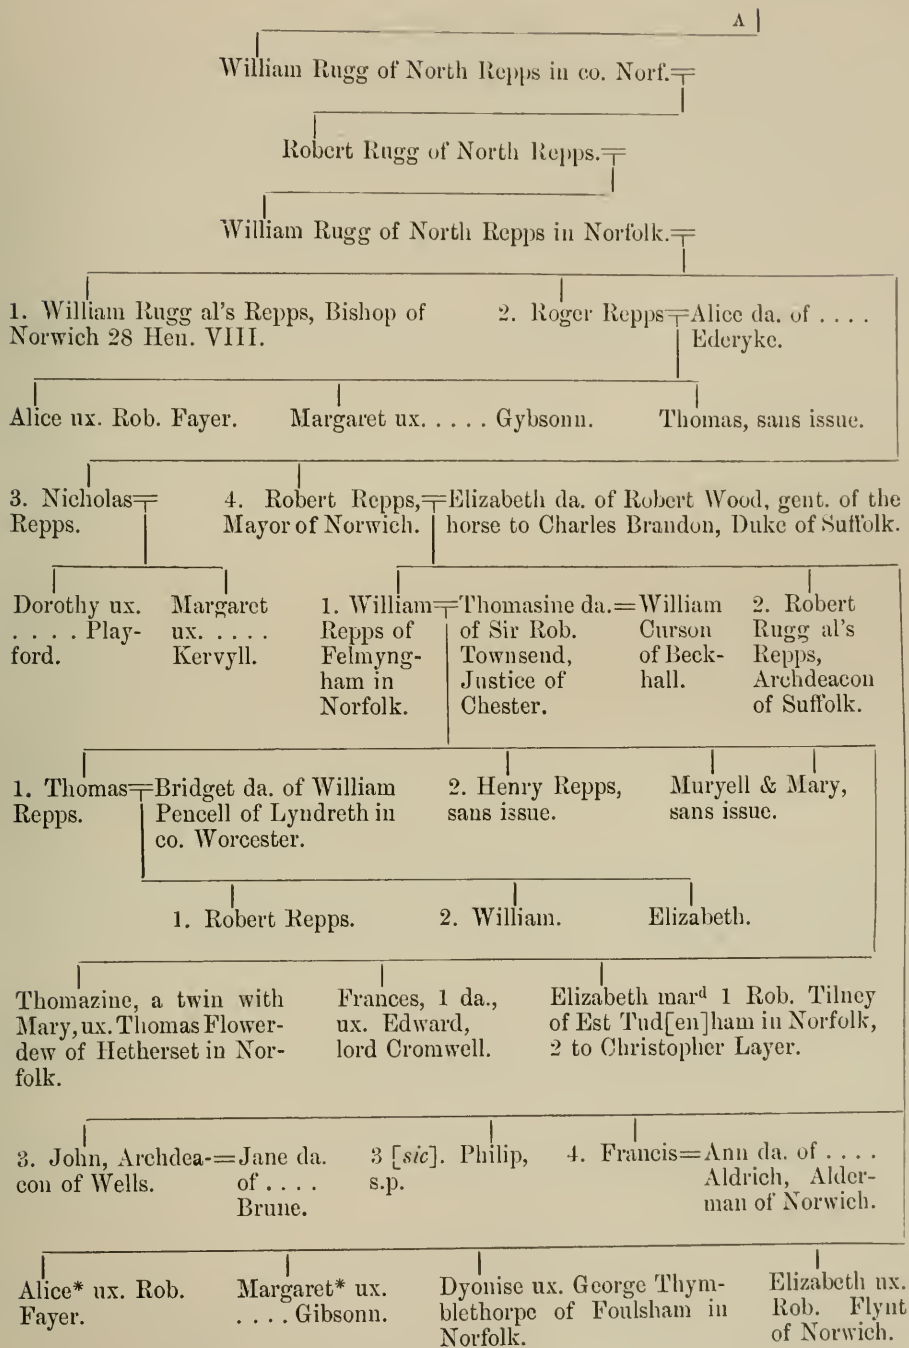 A
William Rugg of North Repps in co. Norf.
Robert Rugg of North Repps.
William Rugg of North Repps in Norfolk.
1. William Rugg al's Repps, Bishop of
Norwich 28 Hen. VIII.
2. Roger Repps=Alice da. of . . . .
Ederyke.
Alice ux. Rob. Fayer.
Margaret ux. . . . . Gybsonn.
Thomas, sans issue.
3. Nicholas=
Repps.
4. Robert Repps,=Elizabeth da. of Robert Wood, gent. of the
Mayor of Norwich. horse to Charles Brandon, Duke of Suffolk.
Dorothy ux.
. . . . Play-
ford.
Margaret
ux. . . . .
Kervyll.
1. William=
Repps of
Felmyng-
ham in
Norfolk.
Thomasine da.=
of Sir Rob.
Townsend,
Justice of
Chester.
William
Curson
of Beck-
hall.
2. Robert
Rugg al's
Repps,
Archdeacon
of Suffolk.
1. Thomas=
Repps.
Bridget da. of William
Pencell of Lyndreth in
co. Worcester.
2. Henry Repps,
sans issue.
Muryell & Mary,
sans issue.
1. Robert Repps.
2. William.
Elizabeth.
Thomazine, a twin with
Mary, ux. Thomas Flower-
dew of Hetherset in Nor-
folk.
Frances, 1 da.,
ux. Edward,
lord Cromwell.
Elizabeth mard 1 Rob. Tilney
of Est Tud[en]ham in Norfolk,
2 to Christopher Layer.
3. John, Archdea-=
con of Wells.
Jane da.
of . . . .
Brune.
3 [sic]. Philip,
s.p.
4. Francis=Ann da. of . . . .
Aldrich, Alder-
man of Norwich.
Alice* ux. Rob.
Fayer.
Margaret* ux.
. . . . Gibsonn.
Dyonise ux. George Thym-
blethorpe of Foulsham in
Norfolk.
Elizabeth ux.
Rob. Flynt
of Norwich.